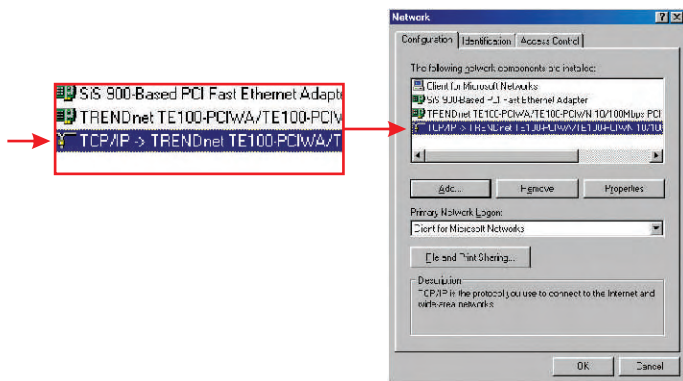 SiS 900-Based PCI Fast Ethernet Adapte
TRENDnet TE100-PCIWA/TE100-PCIW
TCP/IP -> TRENDnet TE100-PCIWA/T
Network
Configuration Identification Access Control
The following network components are installed:
Client for Microsoft Networks
SiS 900-Based PCI Fast Ethernet Adapter
TRENDnet TE100-PCIWA/TE100-PCIWN 10/100Mbps PCI
TCP/IP -> TRENDnet TE100-PCIWA/TE100-PCIWN 10/100
Add... Remove Properties
Primary Network Logon:
Client for Microsoft Networks
File and Print Sharing...
Description
TCP/IP is the protocol you use to connect to the Internet and
wide-area networks.
OK Cancel